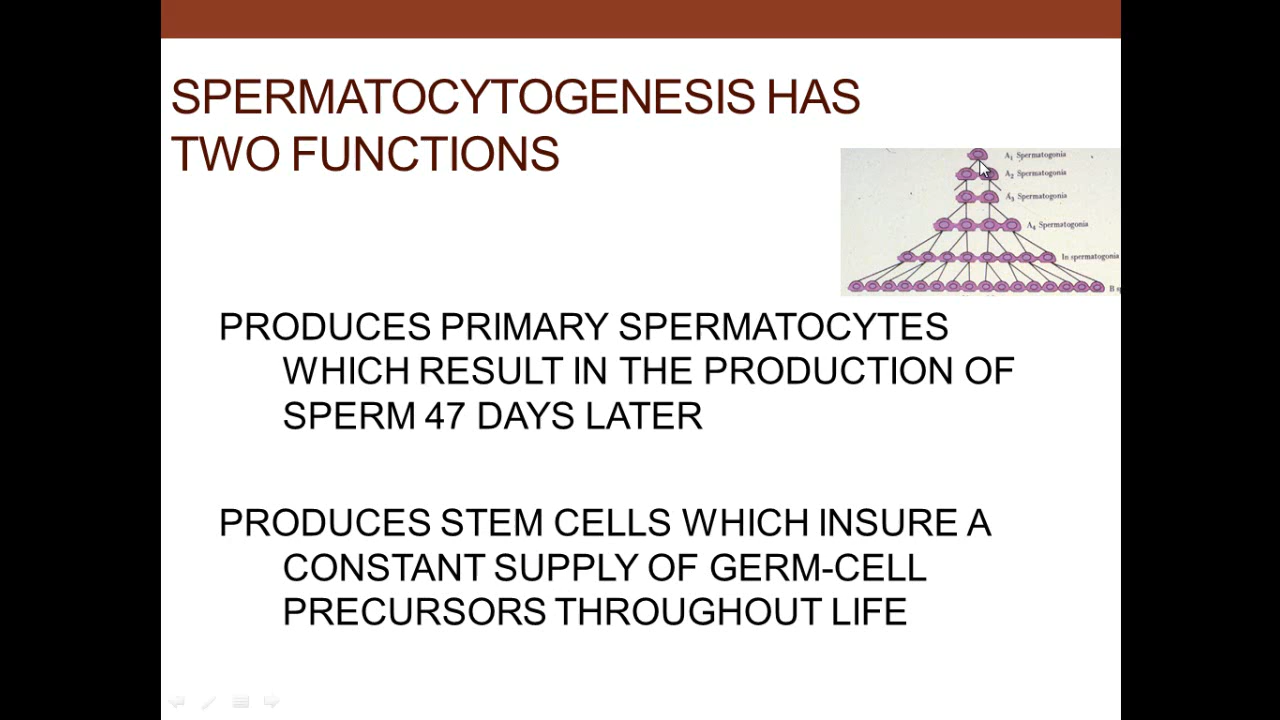 SPERMATOCYTOGENESIS HAS
TWO FUNCTIONS
A1 Spermatogonia
A2 Spermatogonia
A3 Spermatogonia
A4 Spermatogonia
In spermatogonia
B
PRODUCES PRIMARY SPERMATOCYTES
WHICH RESULT IN THE PRODUCTION OF
SPERM 47 DAYS LATER
PRODUCES STEM CELLS WHICH INSURE A
CONSTANT SUPPLY OF GERM-CELL
PRECURSORS THROUGHOUT LIFE